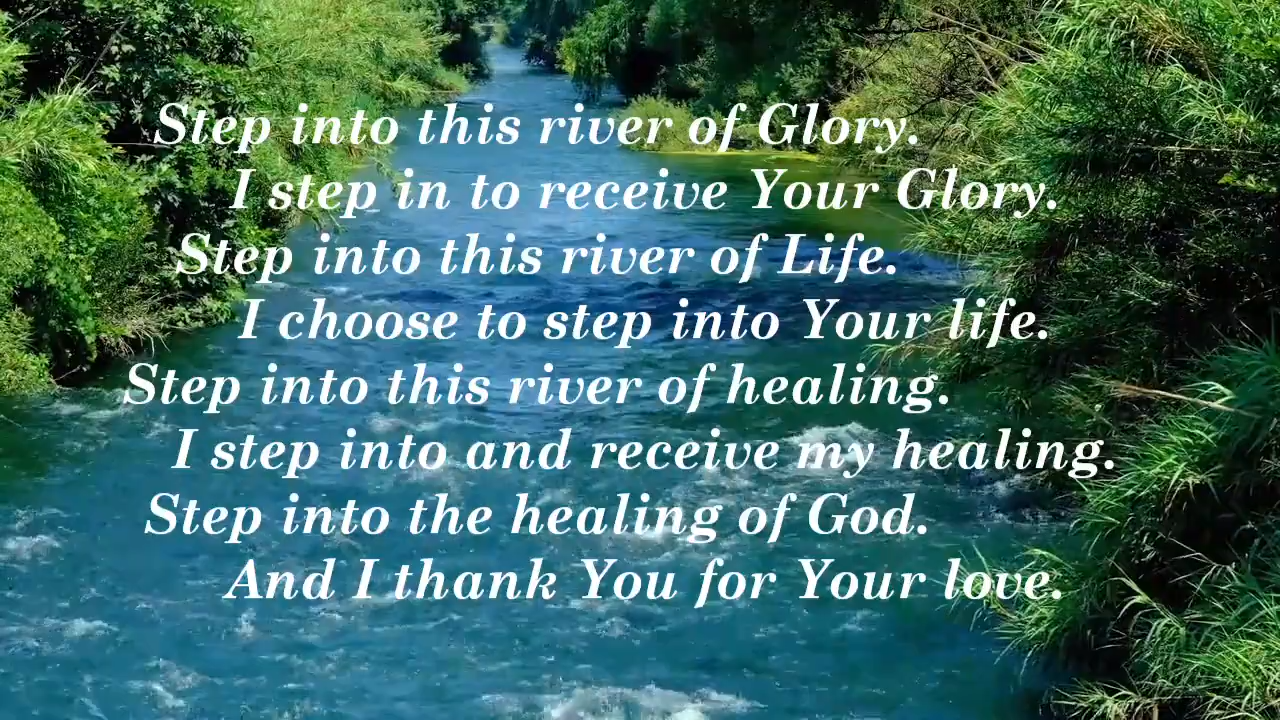 Step into this river of Glory.
I step in to receive Your Glory.
Step into this river of Life.
I choose to step into Your life.
Step into this river of healing.
I step into and receive my healing.
Step into the healing of God.
And I thank You for Your love.